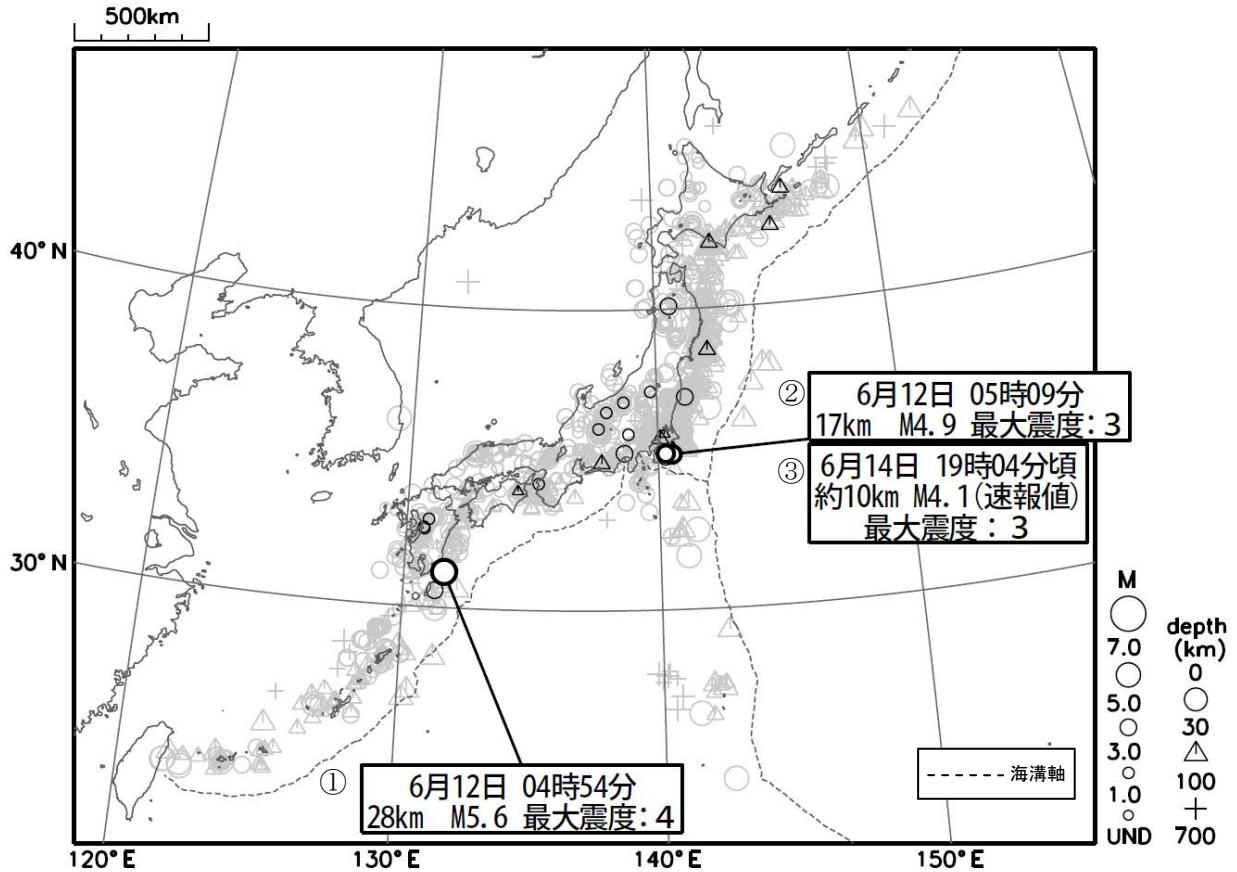 500km
40°N
②
6月12日 05時09分
17km M4.9 最大震度:3
③
6月14日 19時04分頃
約10km M4.1(速報値)
最大震度:3
30°N
①
6月12日 04時54分
28km M5.6 最大震度:4
海溝軸
M
7.0
5.0
3.0
1.0
UND
depth
(km)
0
30
100
700
120°E
130°E
140°E
150°E